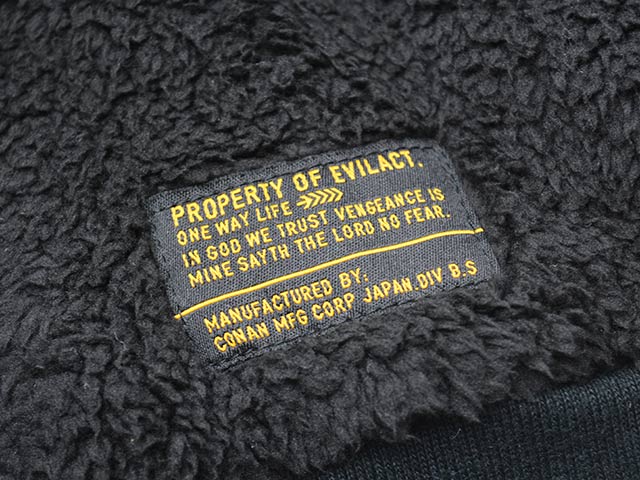 PROPERTY OF EVILACT.
ONE WAY LIFE
IN GOD WE TRUST VENGEANCE IS
MINE SAYTH THE LORD NO FEAR.
MANUFACTURED BY:
CONAN MFG CORP JAPAN.DIV B.S